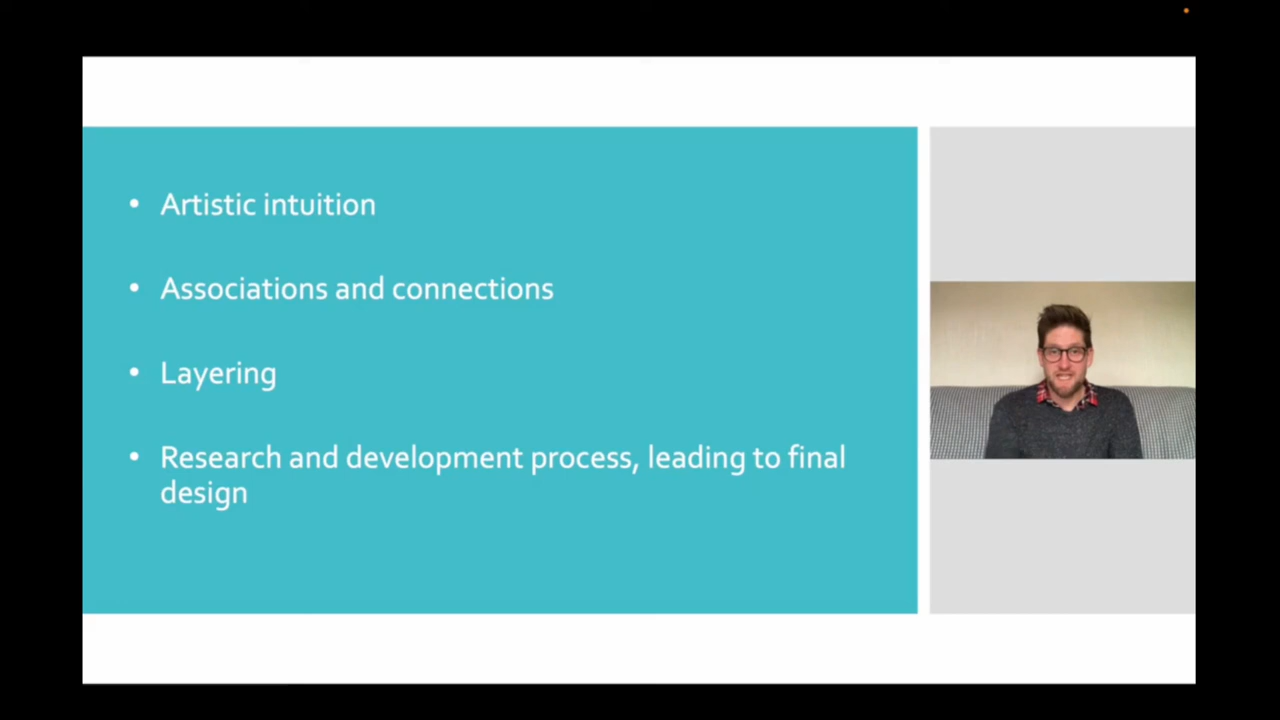 • Artistic intuition
• Associations and connections
• Layering
• Research and development process, leading to final
design